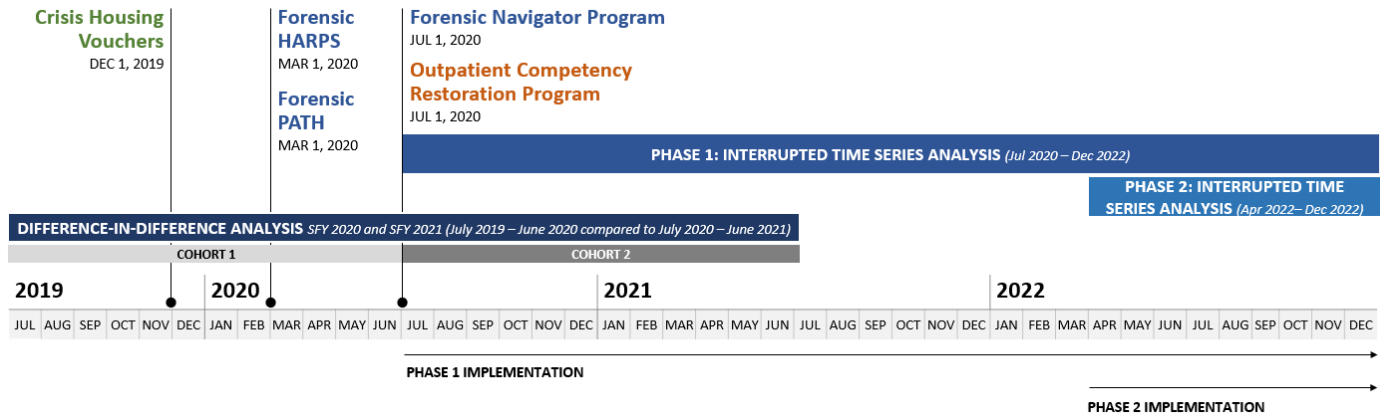 Crisis Housing
Vouchers
DEC 1, 2019
Forensic
HARPS
MAR 1, 2020
Forensic
PATH
MAR 1, 2020
Forensic Navigator Program
JUL 1, 2020
Outpatient Competency
Restoration Program
JUL 1, 2020
PHASE 1: INTERRUPTED TIME SERIES ANALYSIS (Jul 2020 – Dec 2022)
PHASE 2: INTERRUPTED TIME
SERIES ANALYSIS (Apr 2022– Dec 2022)
DIFFERENCE-IN-DIFFERENCE ANALYSIS SFY 2020 and SFY 2021 (July 2019 – June 2020 compared to July 2020 – June 2021)
COHORT 1 COHORT 2
2019 2020 2021 2022
JUL AUG SEP OCT NOV DEC JAN FEB MAR APR MAY JUN JUL AUG SEP OCT NOV DEC JAN FEB MAR APR MAY JUN JUL AUG SEP OCT NOV DEC JAN FEB MAR APR MAY JUN JUL AUG SEP OCT NOV DEC
PHASE 1 IMPLEMENTATION
PHASE 2 IMPLEMENTATION